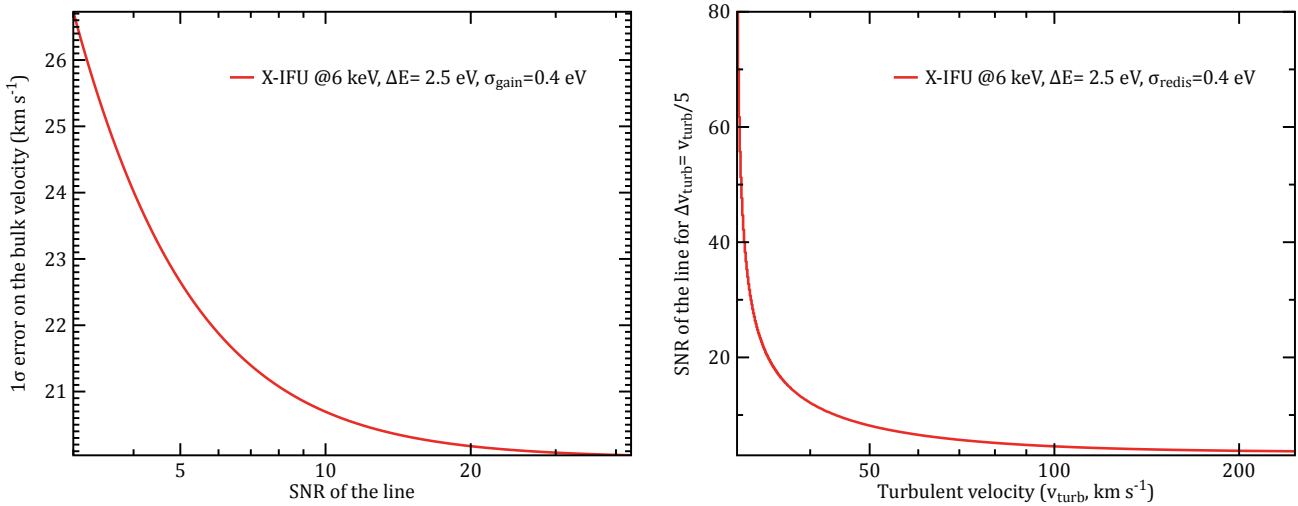 26
25
24
23
22
21
1σ error on the bulk velocity (km s⁻¹)
X-IFU @6 keV, ΔE= 2.5 eV, σgain=0.4 eV
5
10
20
SNR of the line
80
60
40
20
SNR of the line for Δvturb= vturb/5
X-IFU @6 keV, ΔE= 2.5 eV, σredis=0.4 eV
50
100
200
Turbulent velocity (vturb, km s⁻¹)